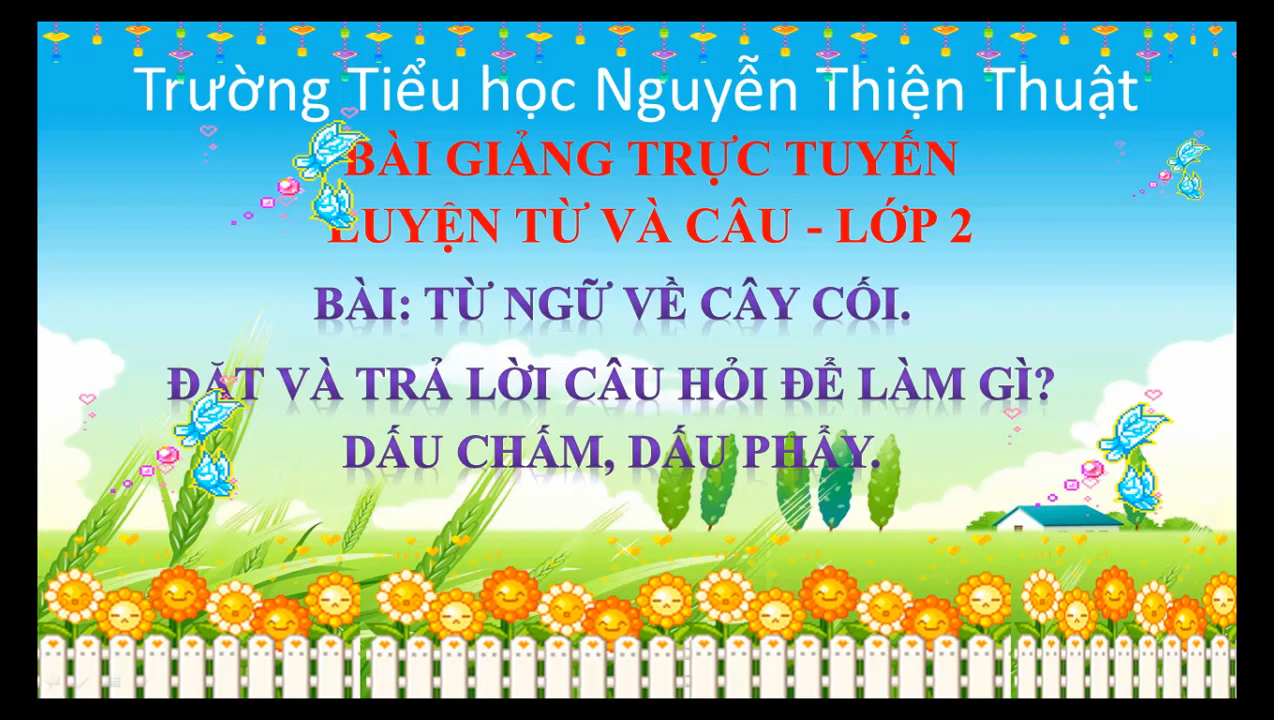 Trường Tiểu học Nguyễn Thiện Thuật
BÀI GIẢNG TRỰC TUYẾN
LUYỆN TỪ VÀ CÂU - LỚP 2
BÀI: TỪ NGỮ VỀ CÂY CỐI.
ĐẶT VÀ TRẢ LỜI CÂU HỎI ĐỂ LÀM GÌ?
DẤU CHẤM, DẤU PHẨY.